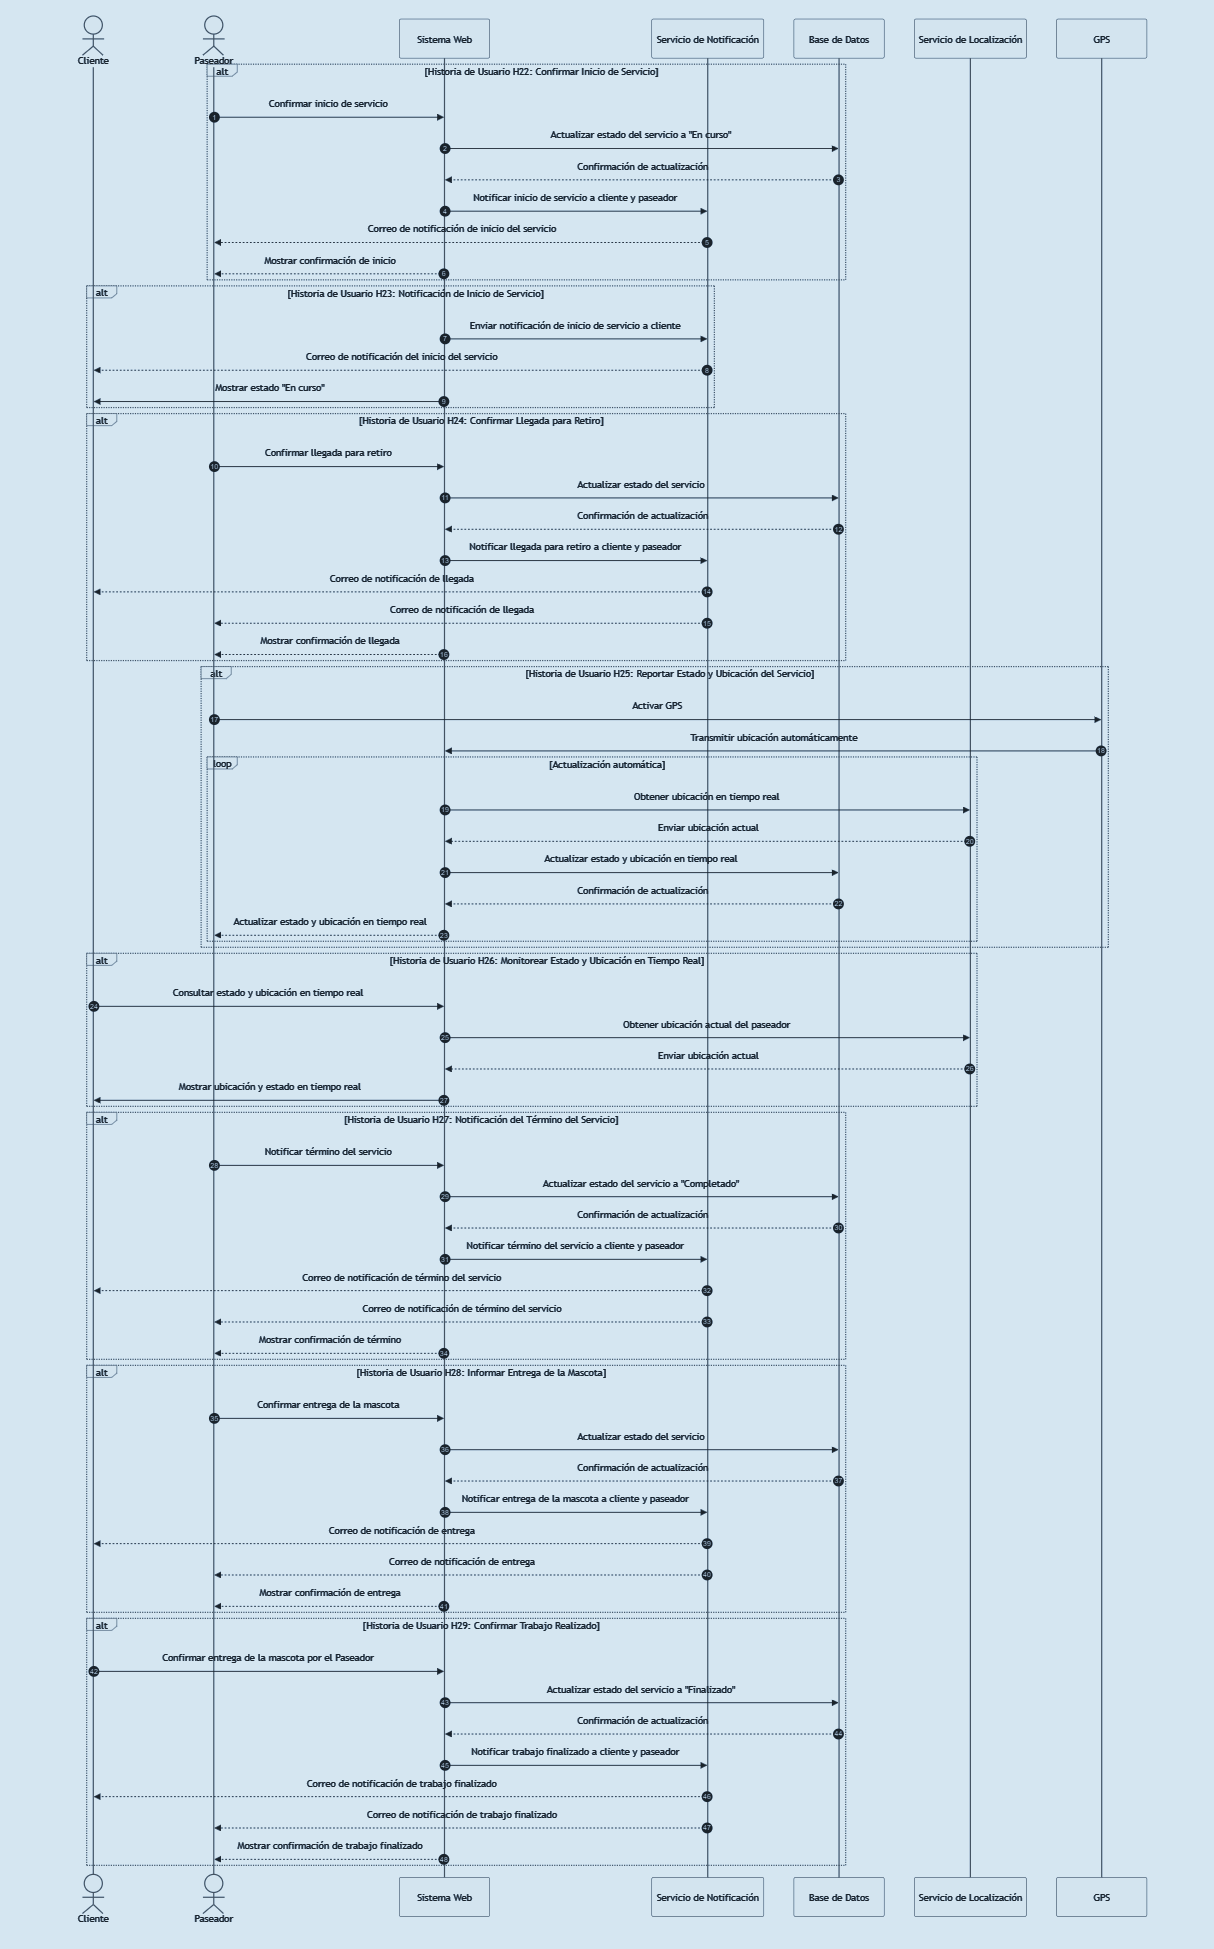 Cliente
Paseador
Sistema Web
Servicio de Notificación
Base de Datos
Servicio de Localización
GPS
alt
[Historia de Usuario H22: Confirmar Inicio de Servicio]
Confirmar inicio de servicio
1
Actualizar estado del servicio a "En curso"
2
Confirmación de actualización
3
Notificar inicio de servicio a cliente y paseador
4
Correo de notificación de inicio del servicio
5
Mostrar confirmación de inicio
6
alt
[Historia de Usuario H23: Notificación de Inicio de Servicio]
Enviar notificación de inicio de servicio a cliente
7
Correo de notificación del inicio del servicio
8
Mostrar estado "En curso"
9
alt
[Historia de Usuario H24: Confirmar Llegada para Retiro]
Confirmar llegada para retiro
10
Actualizar estado del servicio
11
Confirmación de actualización
12
Notificar llegada para retiro a cliente y paseador
13
Correo de notificación de llegada
14
Correo de notificación de llegada
15
Mostrar confirmación de llegada
16
alt
[Historia de Usuario H25: Reportar Estado y Ubicación del Servicio]
Activar GPS
17
Transmitir ubicación automáticamente
18
loop
[Actualización automática]
Obtener ubicación en tiempo real
19
Enviar ubicación actual
20
Actualizar estado y ubicación en tiempo real
21
Confirmación de actualización
22
Actualizar estado y ubicación en tiempo real
23
alt
[Historia de Usuario H26: Monitorear Estado y Ubicación en Tiempo Real]
Consultar estado y ubicación en tiempo real
24
Obtener ubicación actual del paseador
25
Enviar ubicación actual
26
Mostrar ubicación y estado en tiempo real
27
alt
[Historia de Usuario H27: Notificación del Término del Servicio]
Notificar término del servicio
28
Actualizar estado del servicio a "Completado"
29
Confirmación de actualización
30
Notificar término del servicio a cliente y paseador
31
Correo de notificación de término del servicio
32
Correo de notificación de término del servicio
33
Mostrar confirmación de término
34
alt
[Historia de Usuario H28: Informar Entrega de la Mascota]
Confirmar entrega de la mascota
35
Actualizar estado del servicio
36
Confirmación de actualización
37
Notificar entrega de la mascota a cliente y paseador
38
Correo de notificación de entrega
39
Correo de notificación de entrega
40
Mostrar confirmación de entrega
41
alt
[Historia de Usuario H29: Confirmar Trabajo Realizado]
Confirmar entrega de la mascota por el Paseador
42
Actualizar estado del servicio a "Finalizado"
43
Confirmación de actualización
44
Notificar trabajo finalizado a cliente y paseador
45
Correo de notificación de trabajo finalizado
46
Correo de notificación de trabajo finalizado
47
Mostrar confirmación de trabajo finalizado
48
Cliente
Paseador
Sistema Web
Servicio de Notificación
Base de Datos
Servicio de Localización
GPS